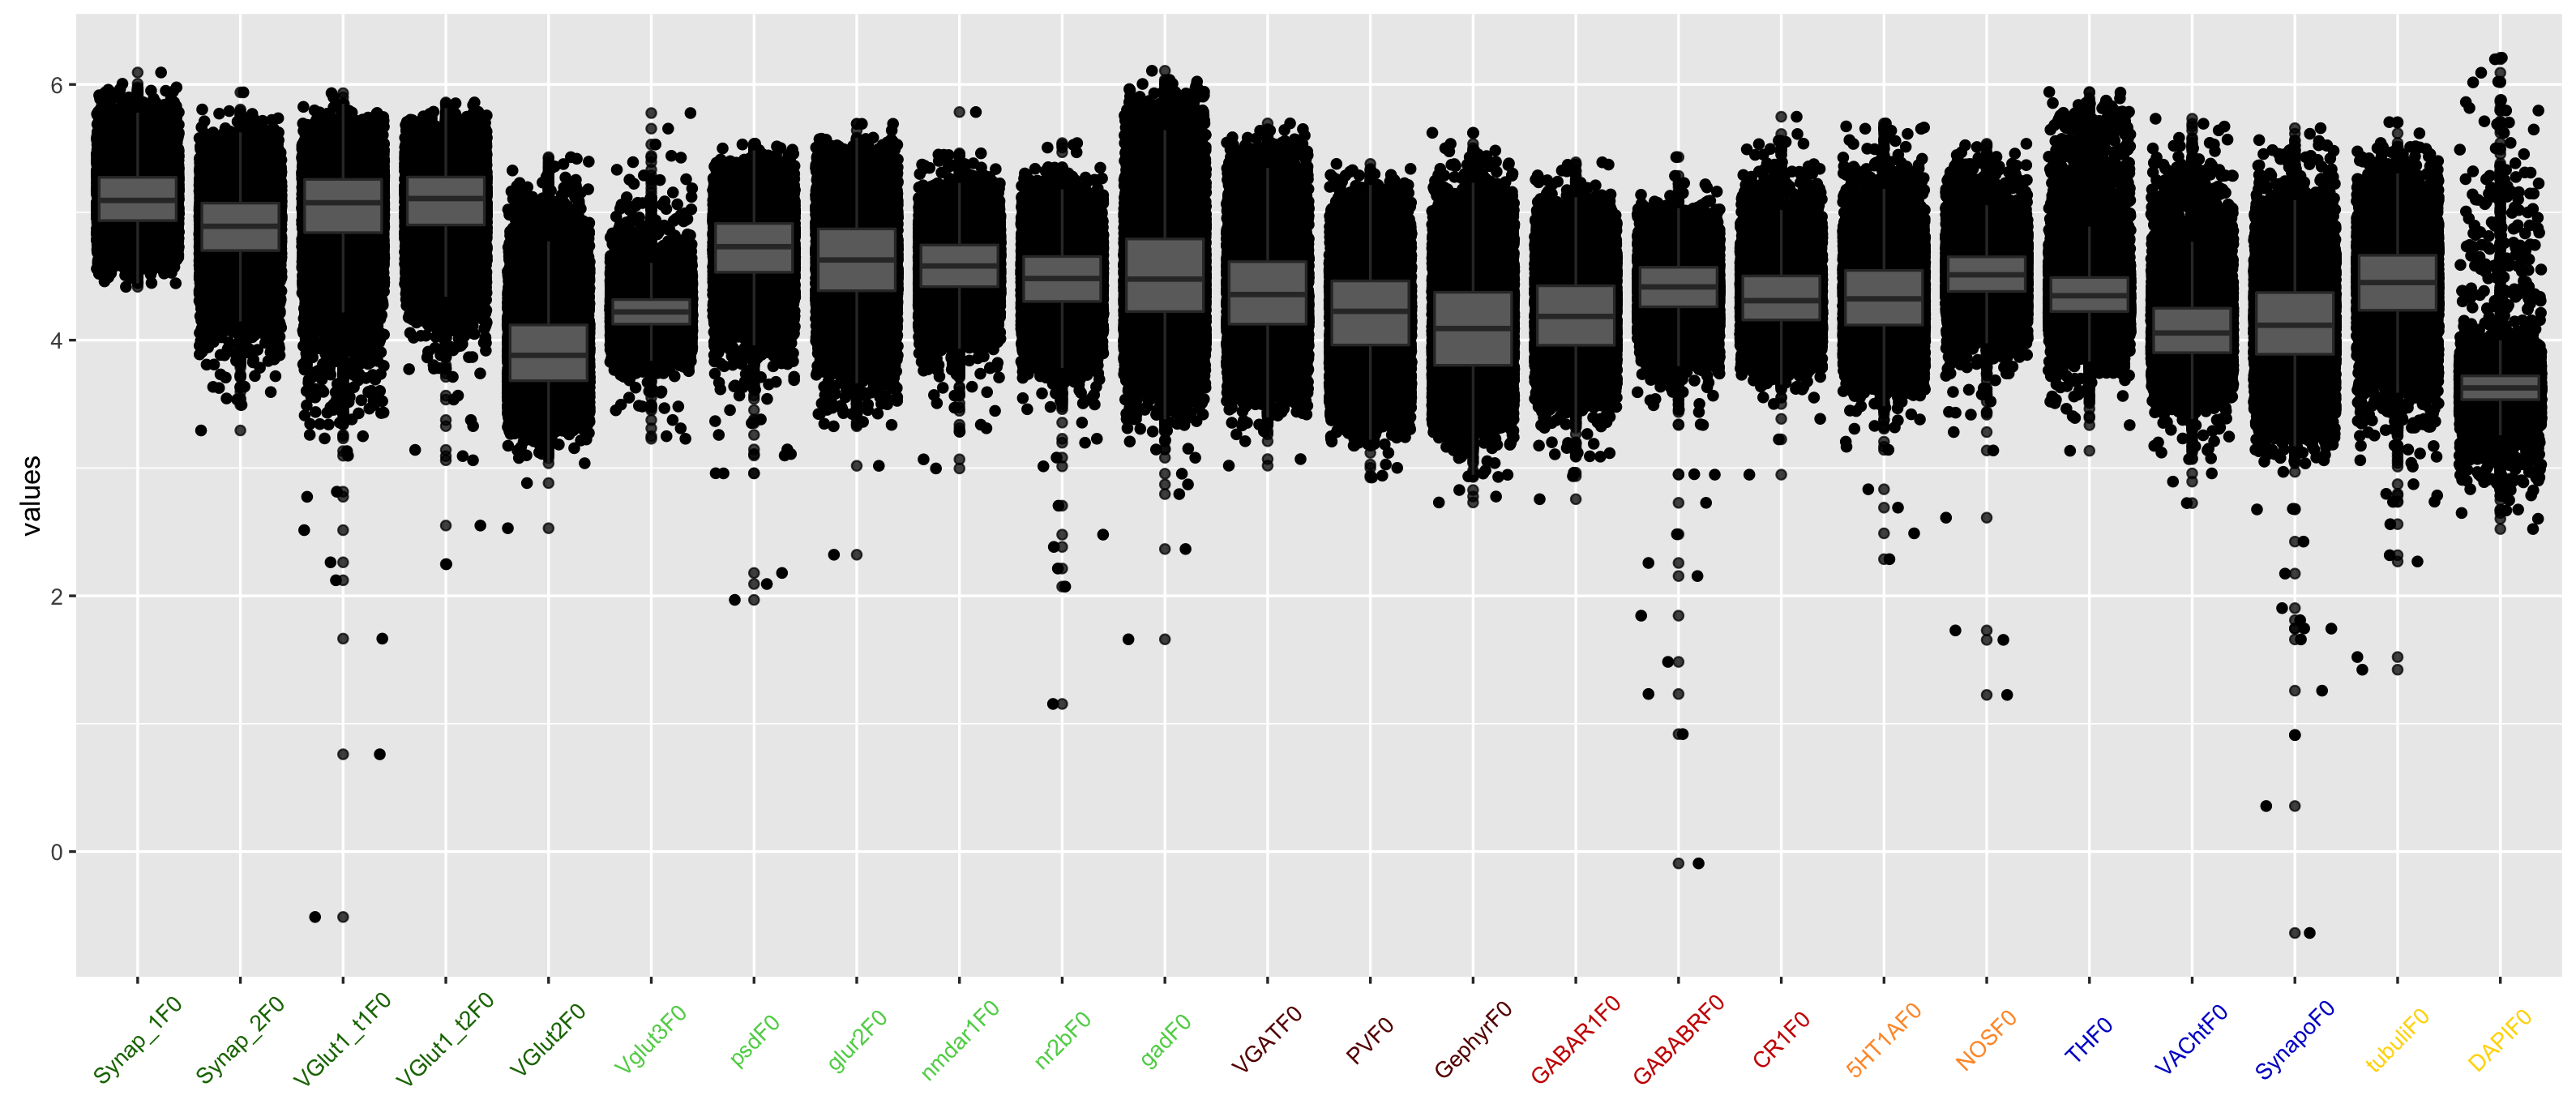 values
6
4
2
0
Synap_1F0
Synap_2F0
VGlut1_t1F0
VGlut1_t2F0
VGlut2F0
Vglut3F0
psdF0
glur2F0
nmdar1F0
nr2bF0
gadF0
VGATF0
PVF0
GephyrF0
GABAR1F0
GABABRF0
CR1F0
5HT1AF0
NOSF0
THF0
VAChtF0
SynapoF0
tubuliF0
DAPIF0